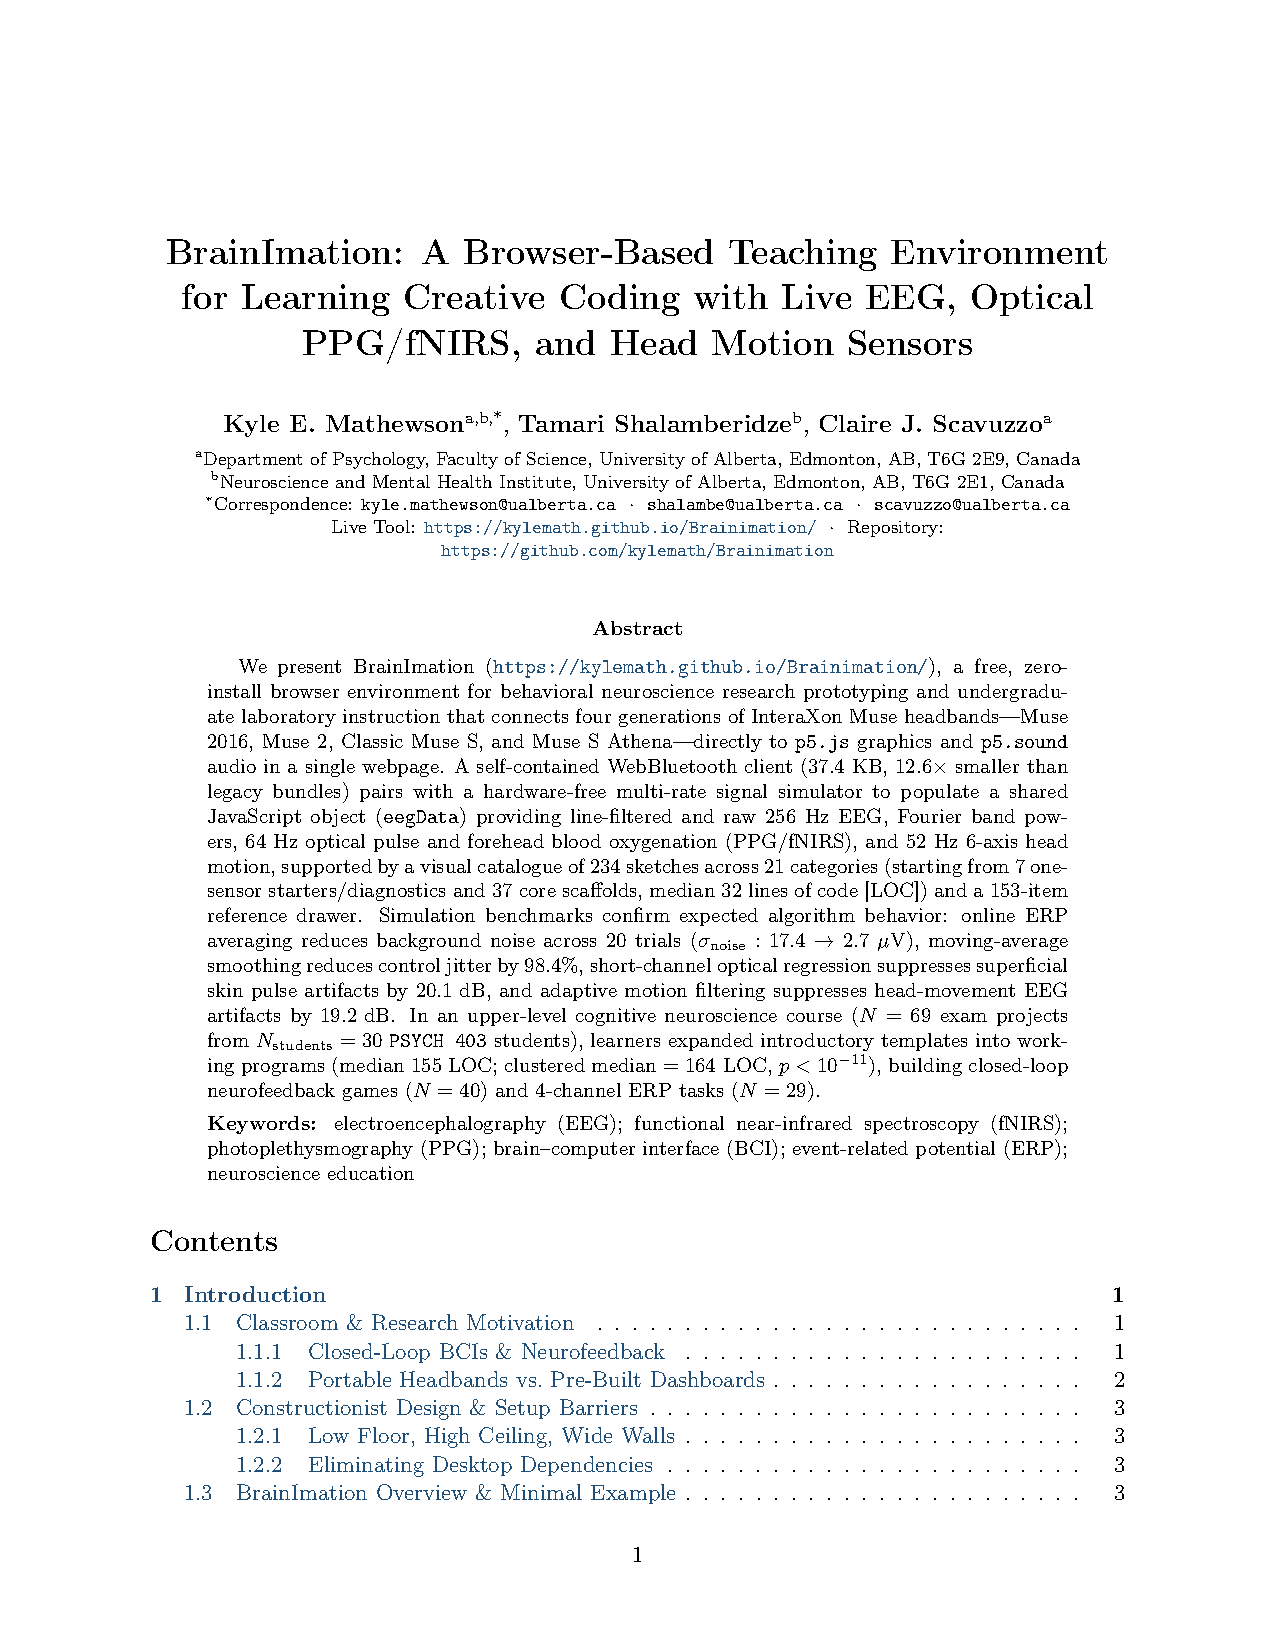 BrainImation: A Browser-Based Teaching Environment
for Learning Creative Coding with Live EEG, Optical
PPG/fNIRS, and Head Motion Sensors
Kyle E. Mathewsonᵃ,ᵇ,*, Tamari Shalamberidzeᵇ, Claire J. Scavuzzoᵃ
ᵃDepartment of Psychology, Faculty of Science, University of Alberta, Edmonton, AB, T6G 2E9, Canada
ᵇNeuroscience and Mental Health Institute, University of Alberta, Edmonton, AB, T6G 2E1, Canada
*Correspondence: kyle.mathewson@ualberta.ca · shalambe@ualberta.ca · scavuzzo@ualberta.ca
Live Tool: https://kylemath.github.io/Brainimation/ · Repository:
https://github.com/kylemath/Brainimation
Abstract
We present BrainImation (https://kylemath.github.io/Brainimation/), a free, zero-
install browser environment for behavioral neuroscience research prototyping and undergradu-
ate laboratory instruction that connects four generations of InteraXon Muse headbands—Muse
2016, Muse 2, Classic Muse S, and Muse S Athena—directly to p5.js graphics and p5.sound
audio in a single webpage. A self-contained WebBluetooth client (37.4 KB, 12.6× smaller than
legacy bundles) pairs with a hardware-free multi-rate signal simulator to populate a shared
JavaScript object (eegData) providing line-filtered and raw 256 Hz EEG, Fourier band pow-
ers, 64 Hz optical pulse and forehead blood oxygenation (PPG/fNIRS), and 52 Hz 6-axis head
motion, supported by a visual catalogue of 234 sketches across 21 categories (starting from 7 one-
sensor starters/diagnostics and 37 core scaffolds, median 32 lines of code [LOC]) and a 153-item
reference drawer. Simulation benchmarks confirm expected algorithm behavior: online ERP
averaging reduces background noise across 20 trials (σnoise : 17.4 → 2.7 μV), moving-average
smoothing reduces control jitter by 98.4%, short-channel optical regression suppresses superficial
skin pulse artifacts by 20.1 dB, and adaptive motion filtering suppresses head-movement EEG
artifacts by 19.2 dB. In an upper-level cognitive neuroscience course (N = 69 exam projects
from Nstudents = 30 PSYCH 403 students), learners expanded introductory templates into work-
ing programs (median 155 LOC; clustered median = 164 LOC, p < 10⁻¹¹), building closed-loop
neurofeedback games (N = 40) and 4-channel ERP tasks (N = 29).
Keywords: electroencephalography (EEG); functional near-infrared spectroscopy (fNIRS);
photoplethysmography (PPG); brain–computer interface (BCI); event-related potential (ERP);
neuroscience education
Contents
1 Introduction 1
1.1 Classroom & Research Motivation . . . . . . . . . . . . . . . . . . . . . . . . . . . . 1
1.1.1 Closed-Loop BCIs & Neurofeedback . . . . . . . . . . . . . . . . . . . . . . . 1
1.1.2 Portable Headbands vs. Pre-Built Dashboards . . . . . . . . . . . . . . . . . . 2
1.2 Constructionist Design & Setup Barriers . . . . . . . . . . . . . . . . . . . . . . . . . 3
1.2.1 Low Floor, High Ceiling, Wide Walls . . . . . . . . . . . . . . . . . . . . . . . 3
1.2.2 Eliminating Desktop Dependencies . . . . . . . . . . . . . . . . . . . . . . . . 3
1.3 BrainImation Overview & Minimal Example . . . . . . . . . . . . . . . . . . . . . . . 3
1